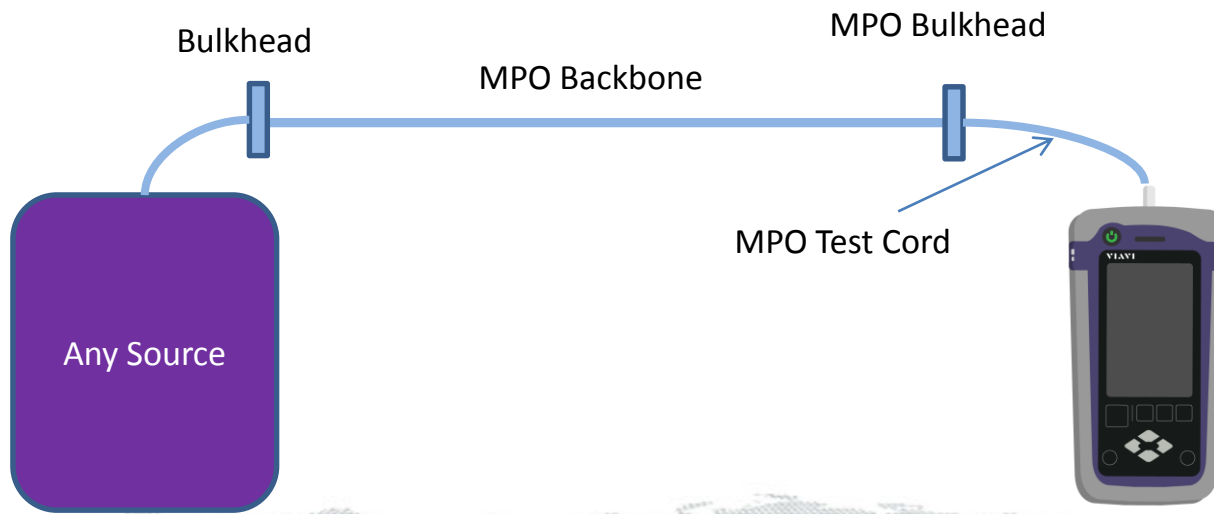 Bulkhead
MPO Bulkhead
MPO Backbone
MPO Test Cord
VIAVI
Any Source